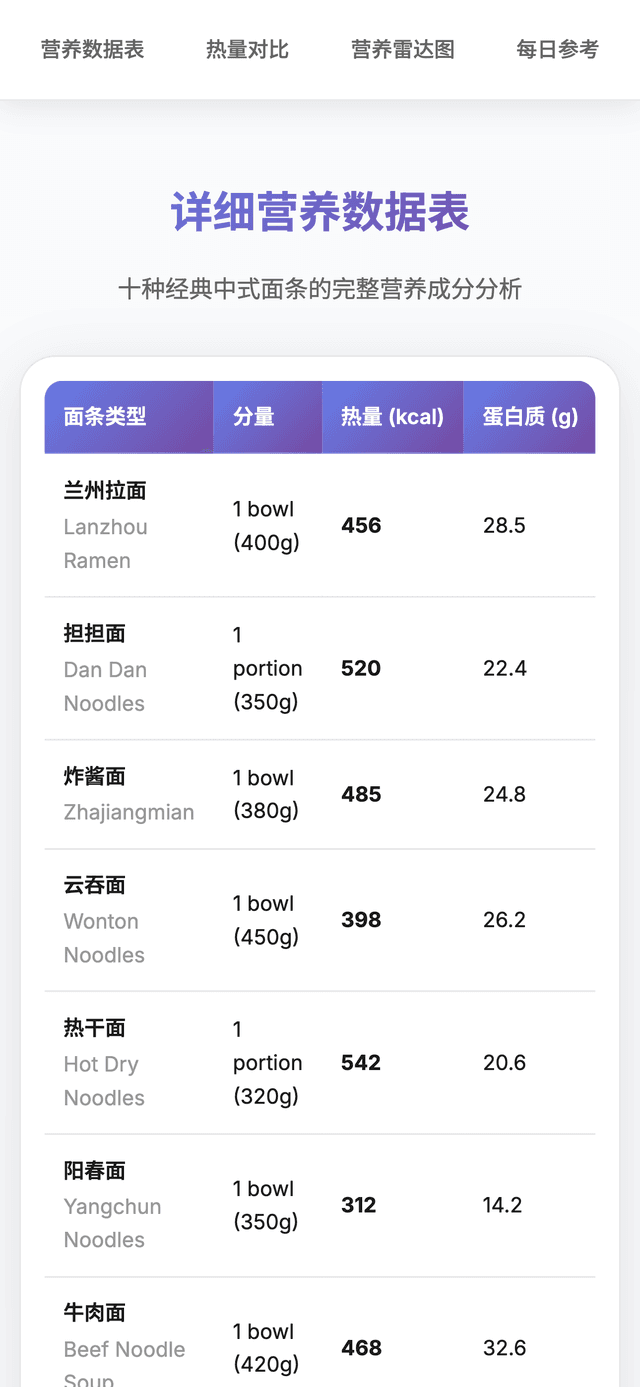 营养数据表 热量对比 营养雷达图 每日参考
详细营养数据表
十种经典中式面条的完整营养成分分析
面条类型 分量 热量 (kcal) 蛋白质 (g)
兰州拉面
Lanzhou
Ramen
1 bowl
(400g)
456
28.5
担担面
Dan Dan
Noodles
1
portion
(350g)
520
22.4
炸酱面
Zhajiangmian
1 bowl
(380g)
485
24.8
云吞面
Wonton
Noodles
1 bowl
(450g)
398
26.2
热干面
Hot Dry
Noodles
1
portion
(320g)
542
20.6
阳春面
Yangchun
Noodles
1 bowl
(350g)
312
14.2
牛肉面
Beef Noodle
Soup
1 bowl
(420g)
468
32.6